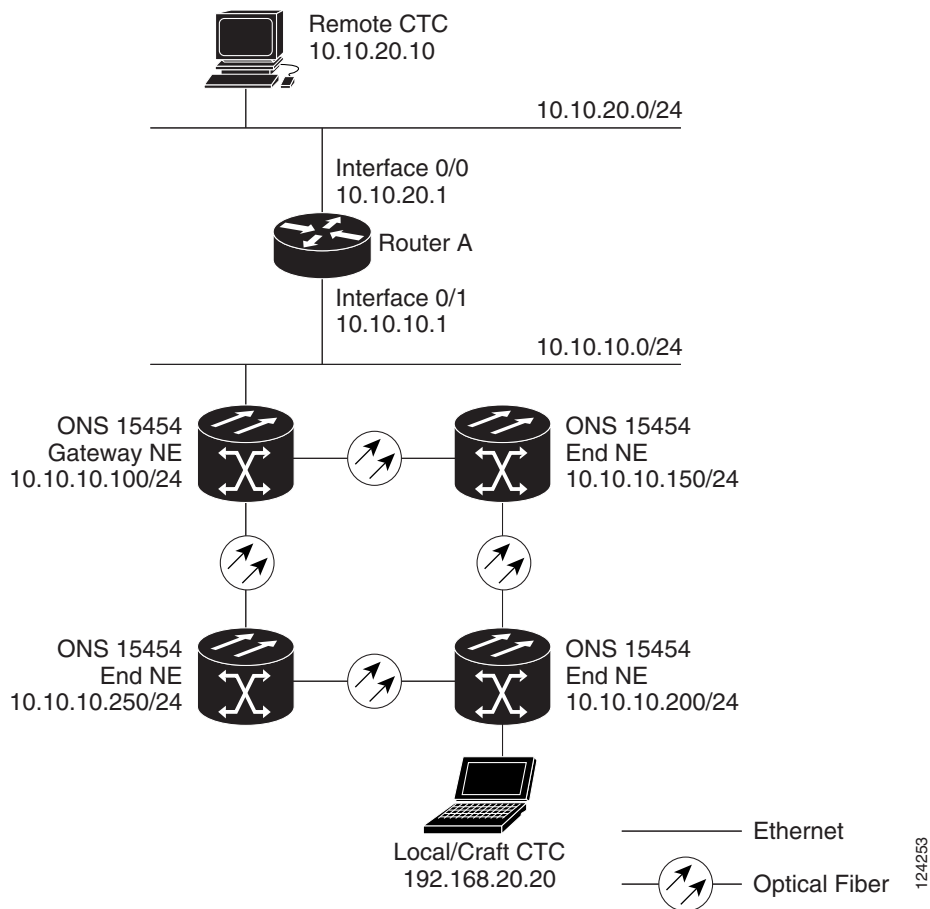 Remote CTC
10.10.20.10
10.10.20.0/24
Interface 0/0
10.10.20.1
Router A
Interface 0/1
10.10.10.1
10.10.10.0/24
ONS 15454
Gateway NE
10.10.10.100/24
ONS 15454
End NE
10.10.10.150/24
ONS 15454
End NE
10.10.10.250/24
ONS 15454
End NE
10.10.10.200/24
Local/Craft CTC
192.168.20.20
Ethernet
Optical Fiber
124253